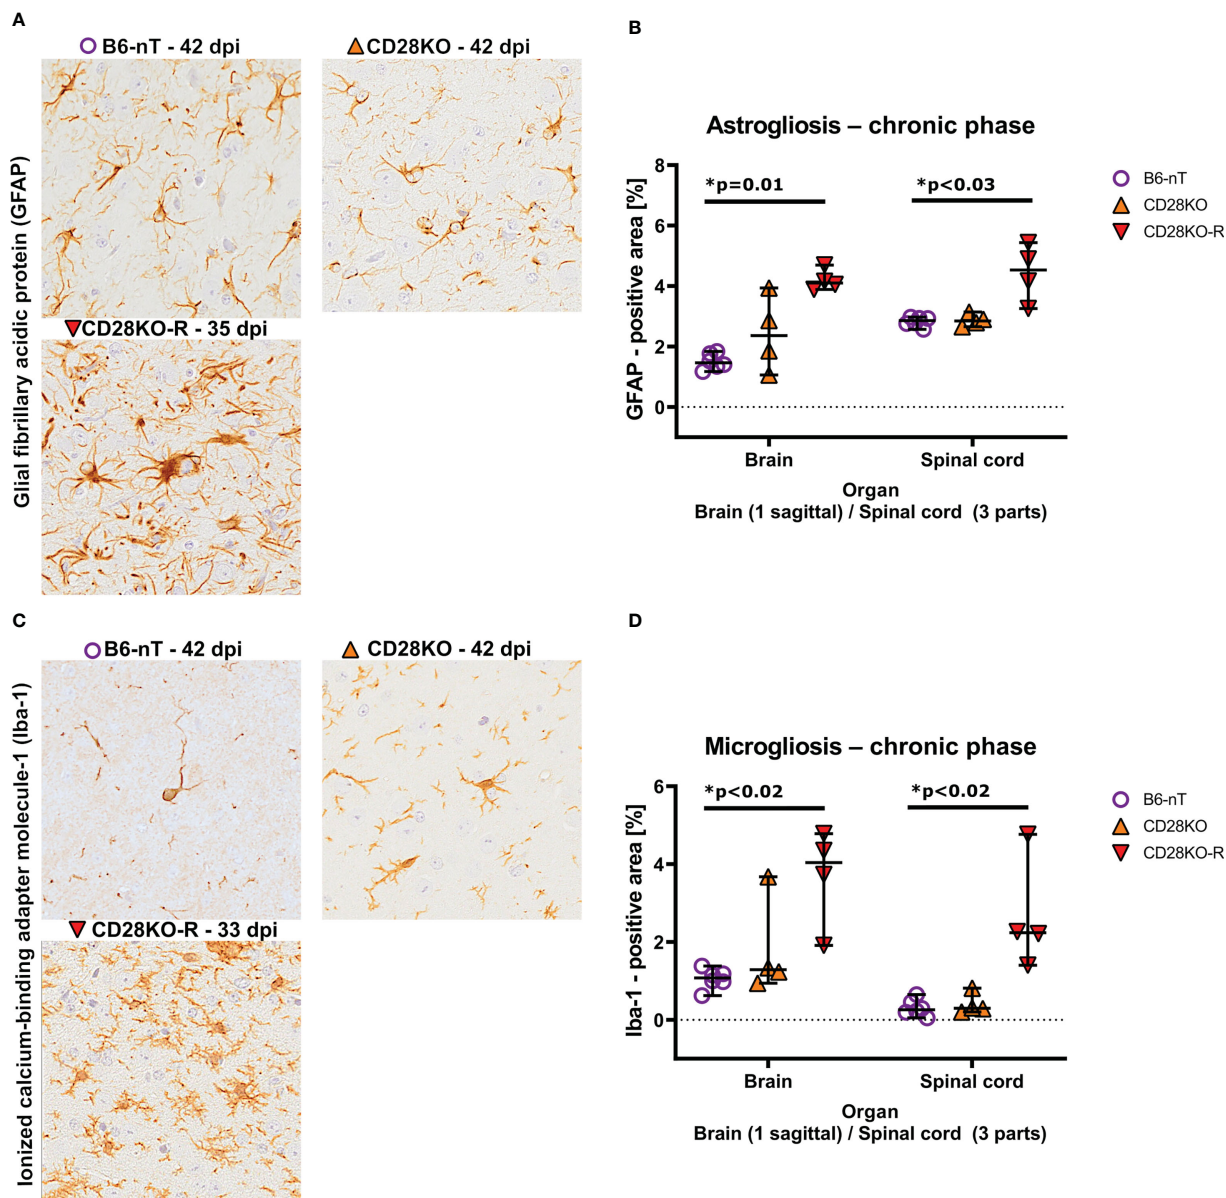 A
B6-nT - 42 dpi
CD28KO - 42 dpi
CD28KO-R - 35 dpi
Glial fibrillary acidic protein (GFAP)
B
Astrogliosis – chronic phase
GFAP - positive area [%]
8
6
4
2
0
*p=0.01
*p<0.03
B6-nT
CD28KO
CD28KO-R
Brain
Spinal cord
Organ
Brain (1 sagittal) / Spinal cord (3 parts)
C
B6-nT - 42 dpi
CD28KO - 42 dpi
CD28KO-R - 33 dpi
Ionized calcium-binding adapter molecule-1 (Iba-1)
D
Microgliosis – chronic phase
Iba-1 - positive area [%]
6
4
2
0
*p<0.02
*p<0.02
B6-nT
CD28KO
CD28KO-R
Brain
Spinal cord
Organ
Brain (1 sagittal) / Spinal cord (3 parts)